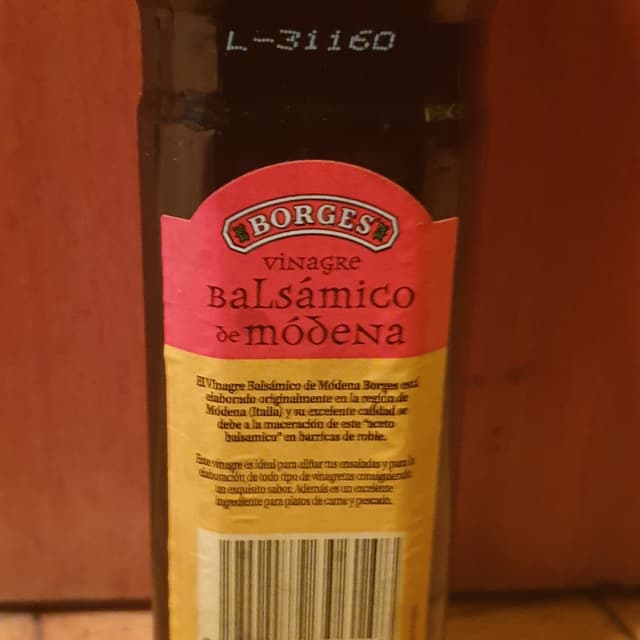 L-31160
BORGES
VINAGRE
BaLsámico
de móDeNa
El Vinagre Balsámico de Módena Borges está
elaborado originalmente en la región de
Módena (Italia) y su excelente calidad se
debe a la maceración de este "aceto
balsamico" en barricas de roble.
Este vinagre es ideal para aliñar tus ensaladas y para la
elaboración de todo tipo de vinagretas consiguiendo
un exquisito sabor. Además es un excelente
ingrediente para platos de carne y pescado.